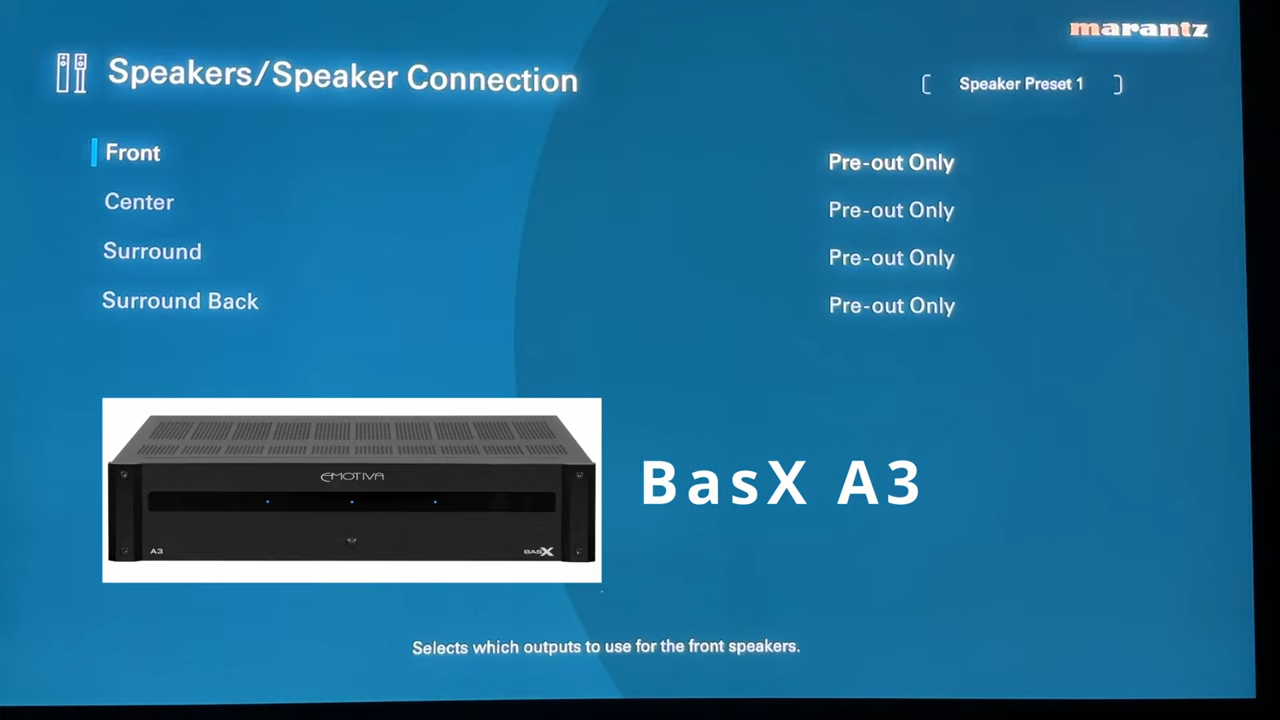 marantz
Speakers/Speaker Connection
Speaker Preset 1
Front Pre-out Only
Center Pre-out Only
Surround Pre-out Only
Surround Back Pre-out Only
EMOTIVA
A3
BASX
BasX A3
Selects which outputs to use for the front speakers.